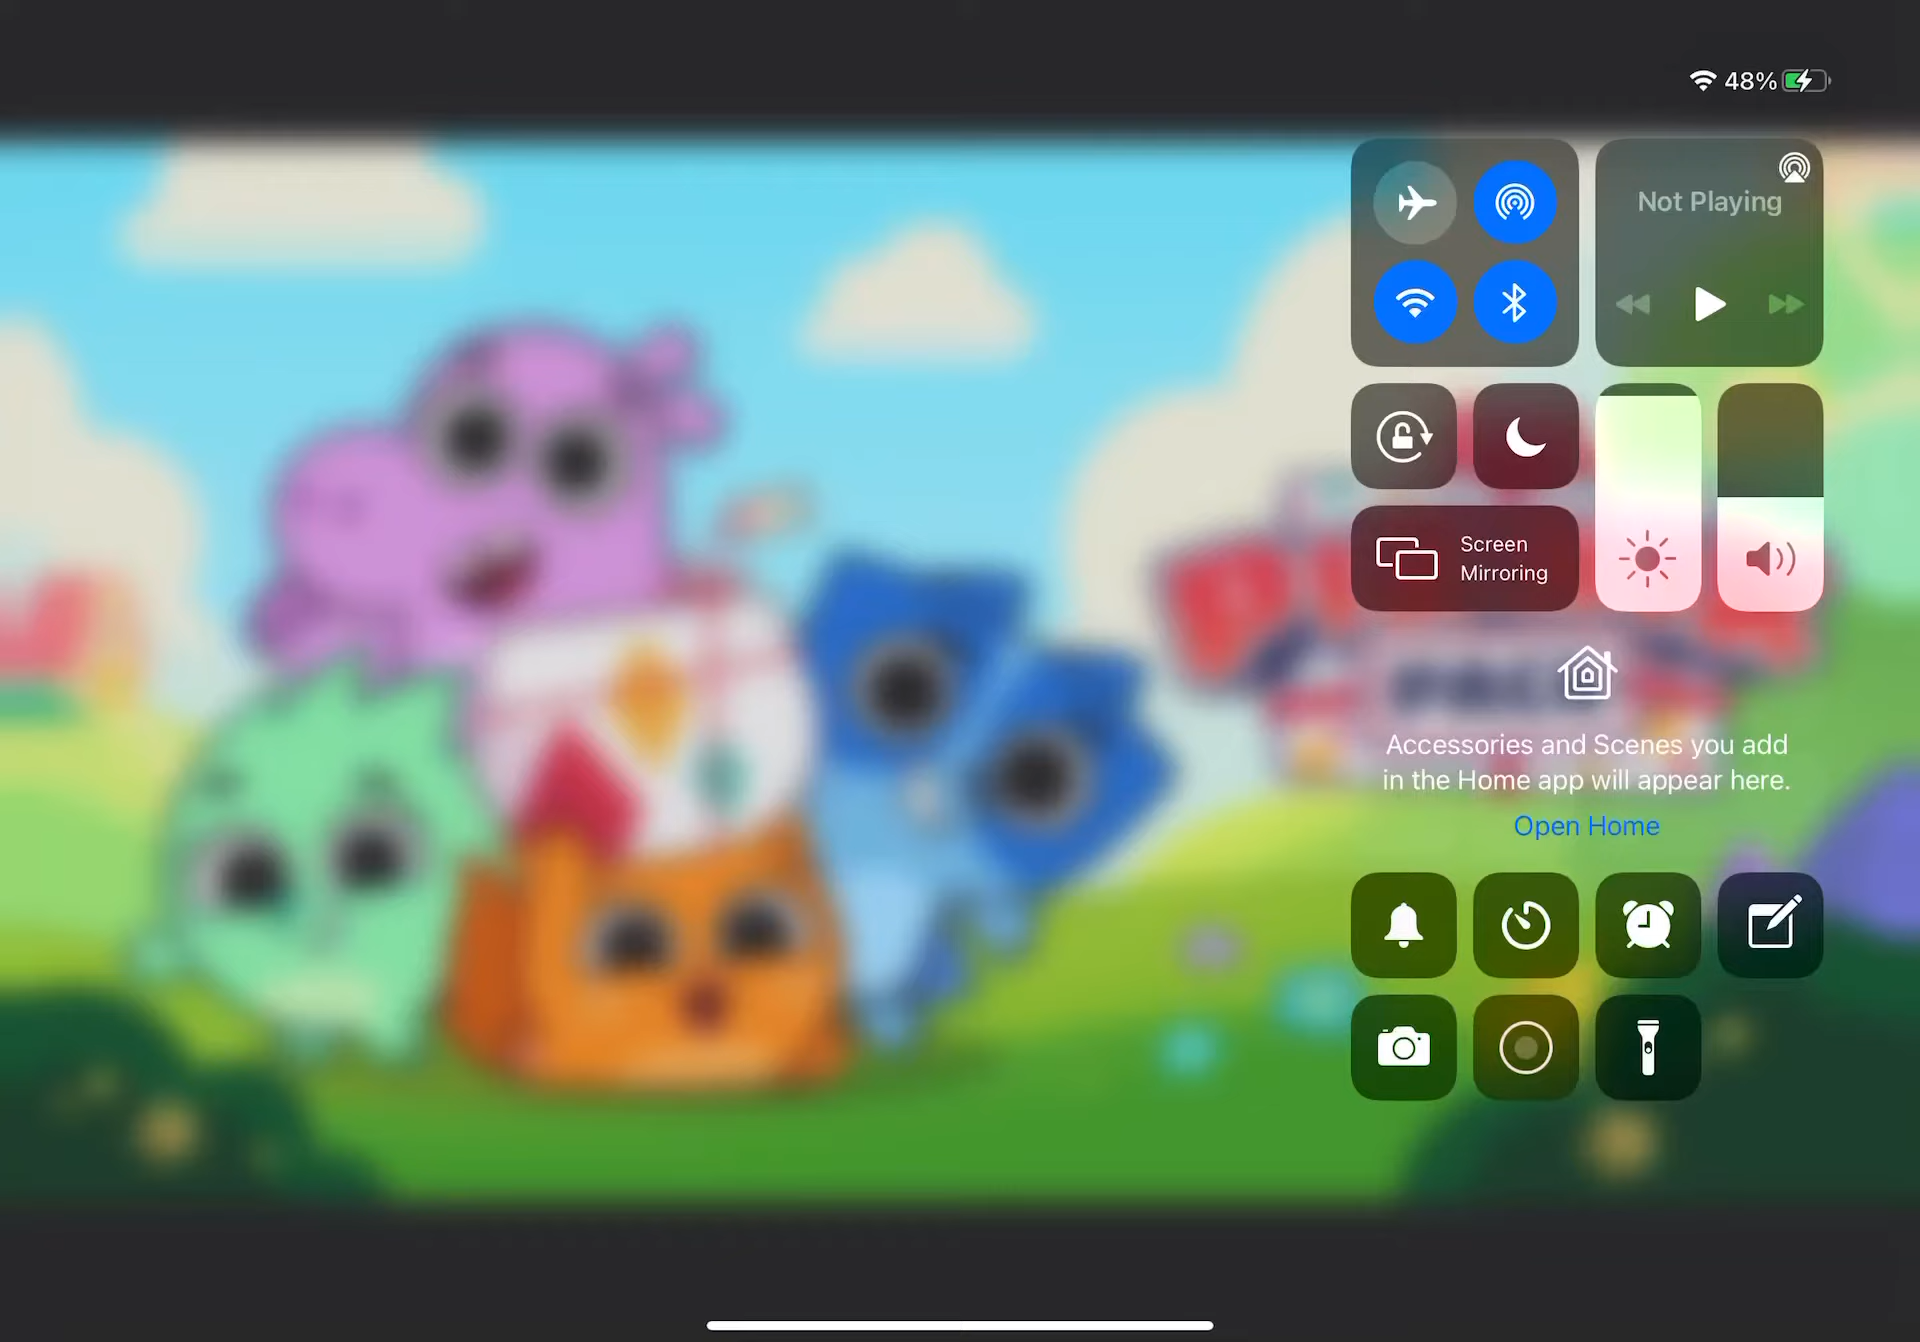 48%
Not Playing
Screen
Mirroring
Accessories and Scenes you add
in the Home app will appear here.
Open Home